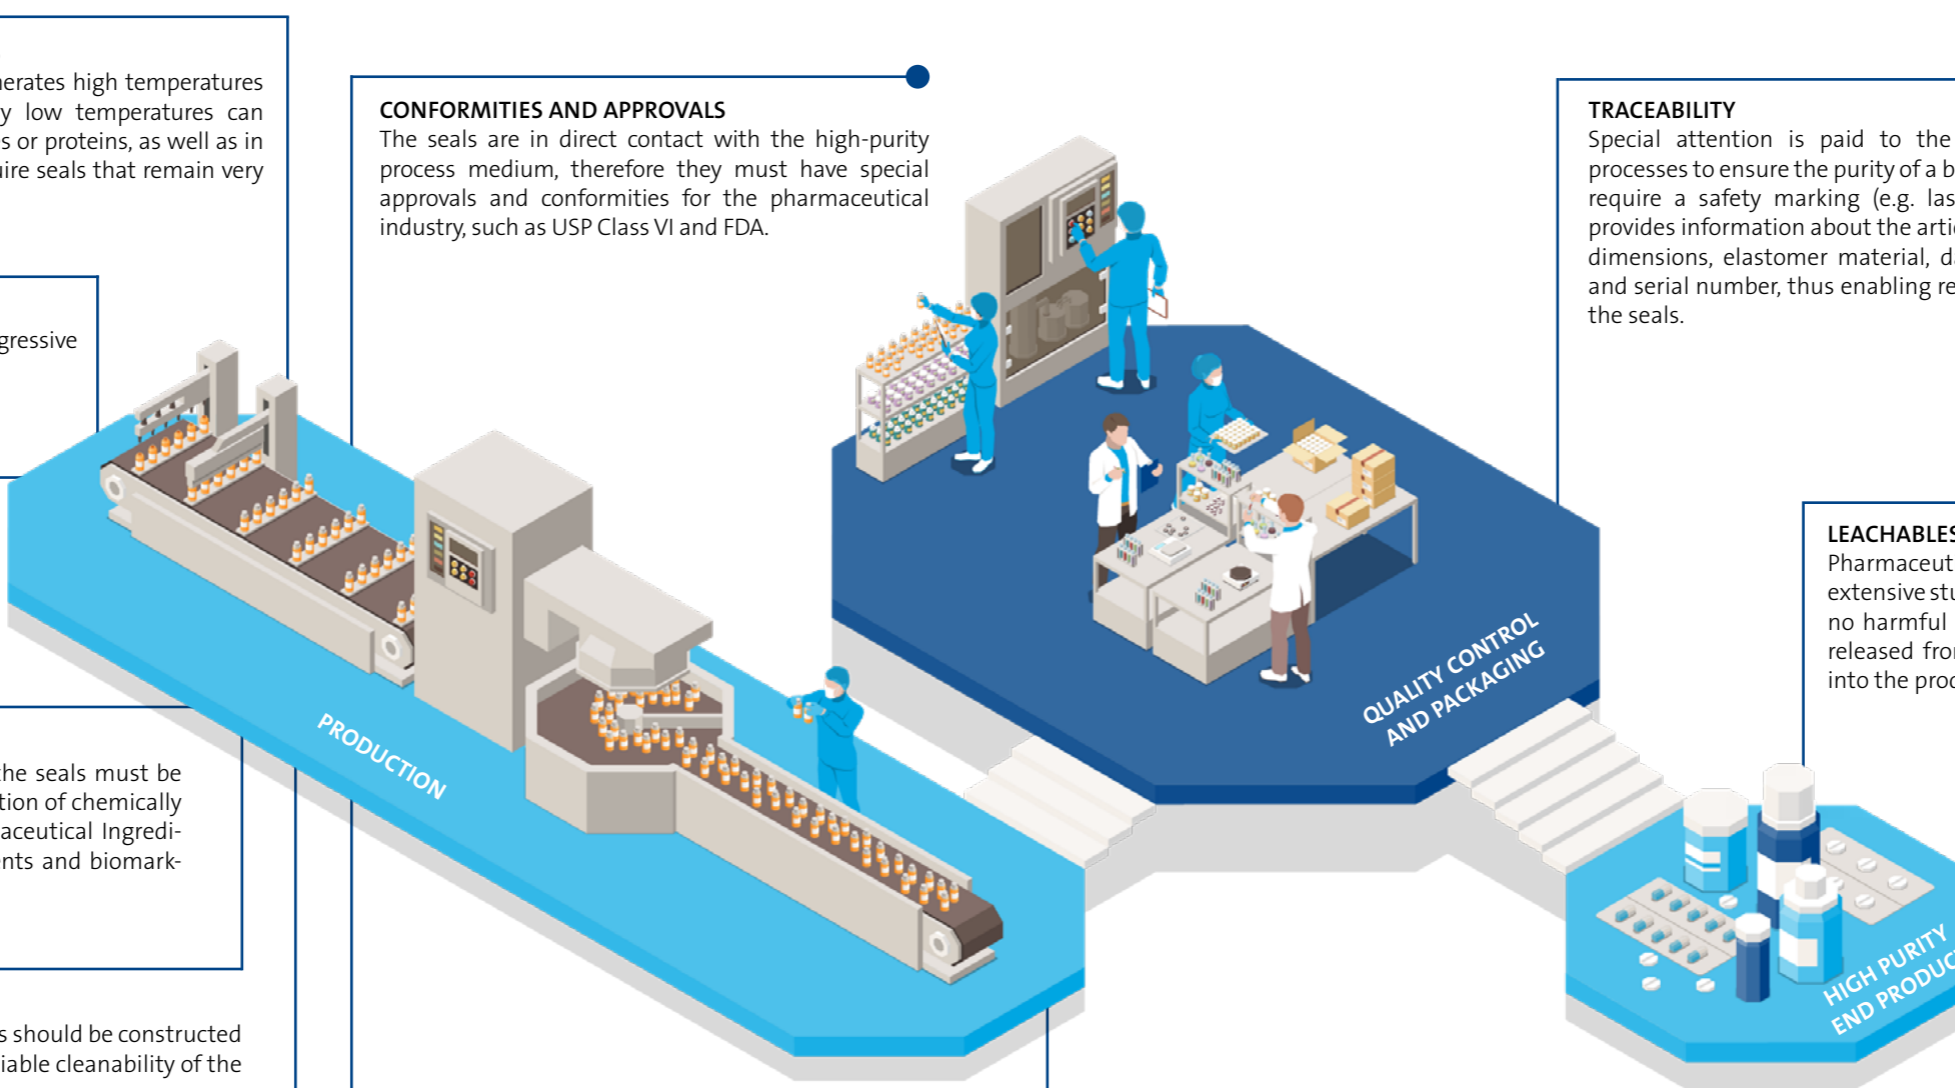 nerates high temperatures
y low temperatures can
s or proteins, as well as in
uire seals that remain very
gressive
the seals must be
tion of chemically
aceutical Ingredi-
nts and biomark-
s should be constructed
iable cleanability of the
CONFORMITIES AND APPROVALS
The seals are in direct contact with the high-purity
process medium, therefore they must have special
approvals and conformities for the pharmaceutical
industry, such as USP Class VI and FDA.
TRACEABILITY
Special attention is paid to the
processes to ensure the purity of a b
require a safety marking (e.g. las
provides information about the artic
dimensions, elastomer material, da
and serial number, thus enabling re
the seals.
LEACHABLES
Pharmaceut
extensive stu
no harmful
released from
into the prod
PRODUCTION
QUALITY CONTROL
AND PACKAGING
HIGH PURITY
END PRODUC